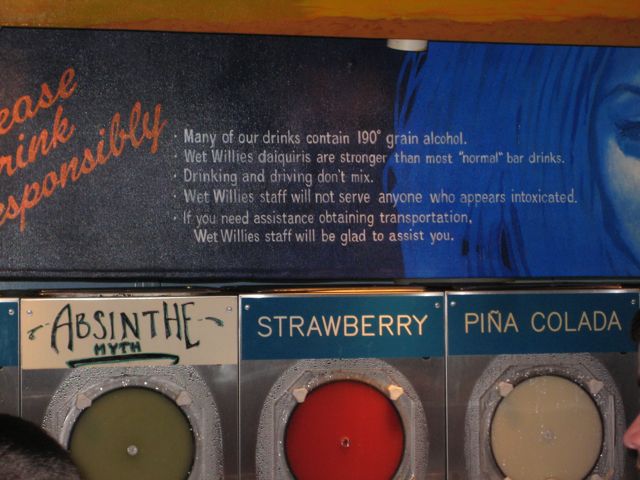 ease
rink
esponsibly
· Many of our drinks contain 190° grain alcohol.
· Wet Willies daiquiris are stronger than most "normal" bar drinks.
· Drinking and driving don't mix.
· Wet Willies staff will not serve anyone who appears intoxicated.
· If you need assistance obtaining transportation,
Wet Willies staff will be glad to assist you.
ABSINTHE
MYTH
STRAWBERRY
PIÑA COLADA